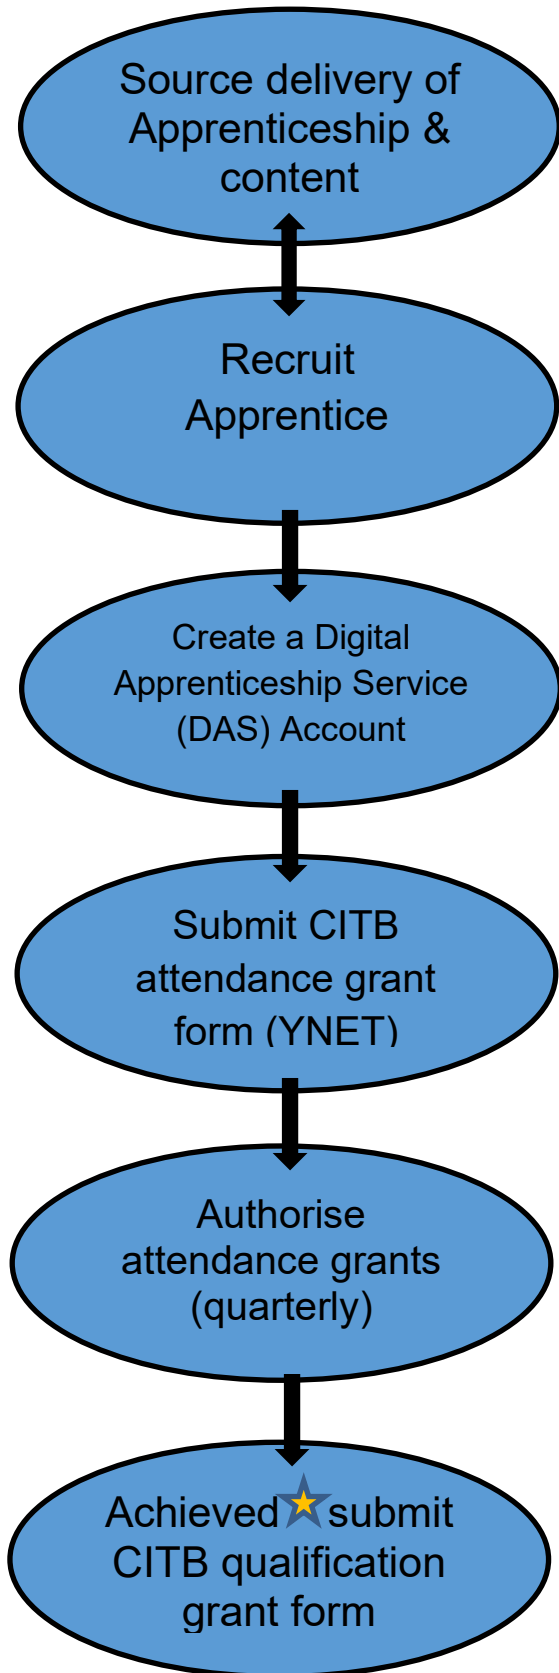 Source delivery of
Apprenticeship &
content
Recruit
Apprentice
Create a Digital
Apprenticeship Service
(DAS) Account
Submit CITB
attendance grant
form (YNET)
Authorise
attendance grants
(quarterly)
Achieved submit
CITB qualification
grant form